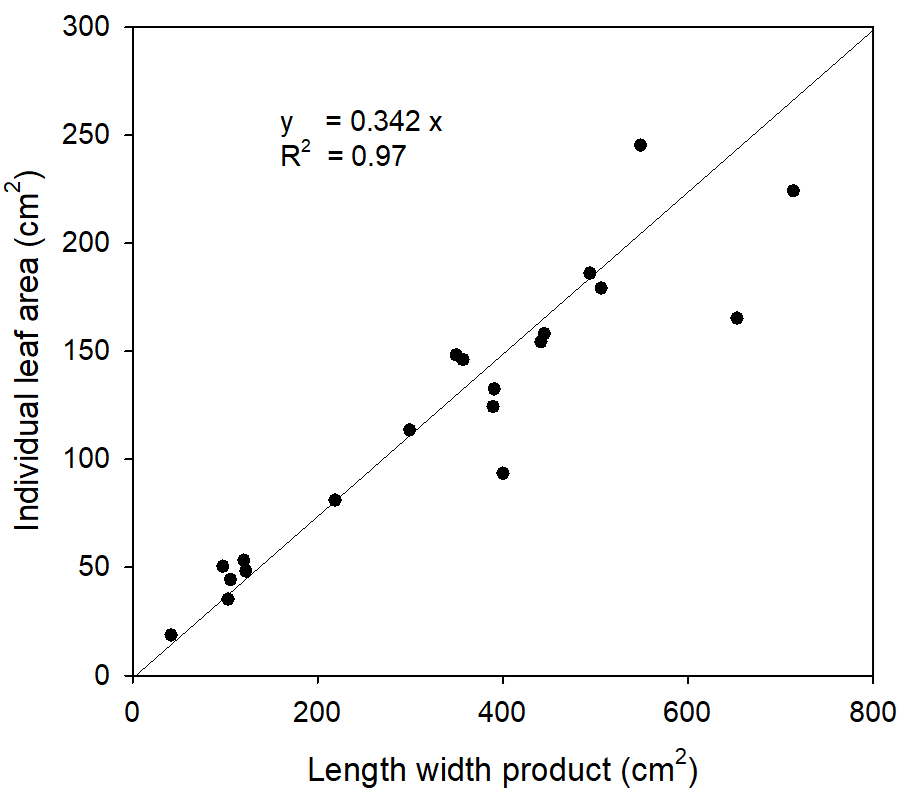 300
250
200
150
100
50
0
y = 0.342 x
R² = 0.97
Individual leaf area (cm²)
0 200 400 600 800
Length width product (cm²)